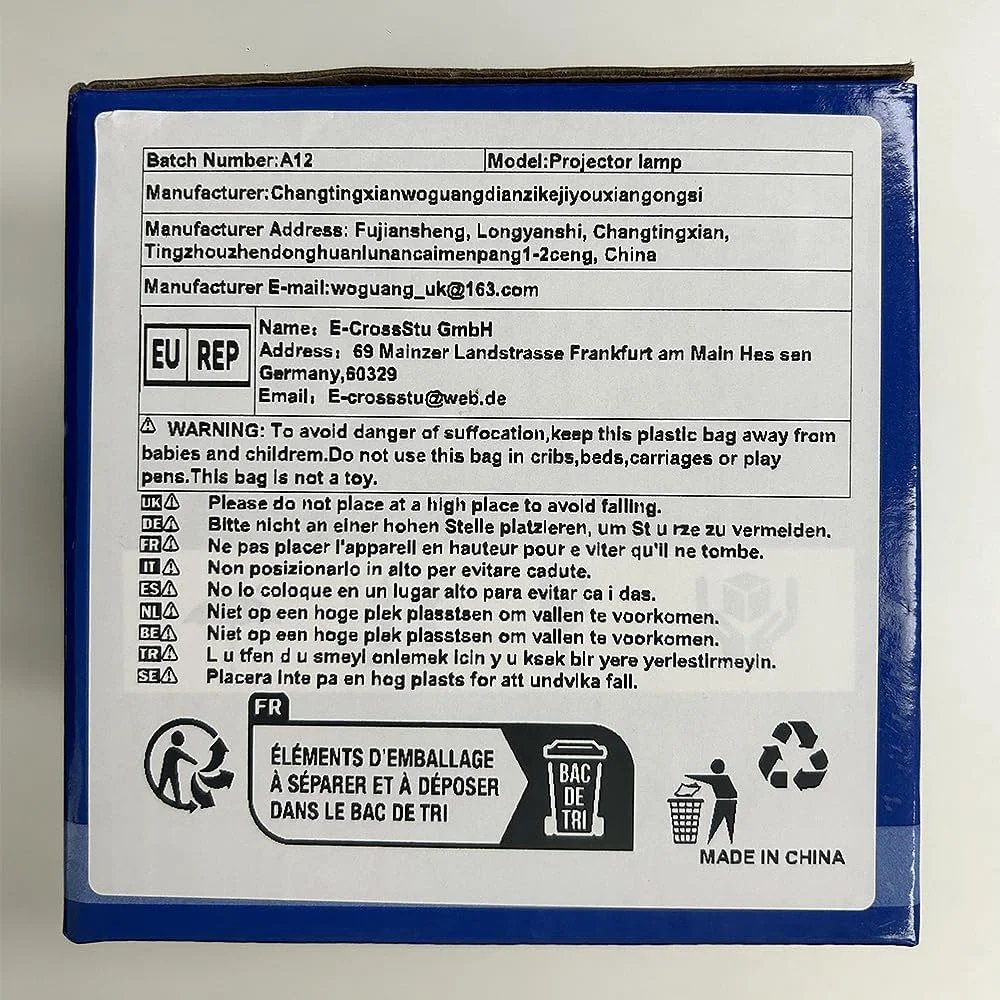 Batch Number:A12 Model:Projector lamp
Manufacturer:Changtingxianwoguangdianzikejiyouxiangongsi
Manufacturer Address: Fujiansheng, Longyanshi, Changtingxian,
Tingzhouzhendonghuanlunancaimenpang1-2ceng, China
Manufacturer E-mail:woguang_uk@163.com
EU REP
Name: E-CrossStu GmbH
Address: 69 Mainzer Landstrasse Frankfurt am Main Hes sen
Germany,60329
Email: E-crossstu@web.de
⚠ WARNING: To avoid danger of suffocation,keep this plastic bag away from
babies and childrem.Do not use this bag in cribs,beds,carriages or play
pens.This bag is not a toy.
UK⚠ Please do not place at a high place to avoid falling.
DE⚠ Bitte nicht an einer hohen Stelle platzieren, um St u rze zu vermeiden.
FR⚠ Ne pas placer l'appareil en hauteur pour e viter qu'il ne tombe.
IT⚠ Non posizionarlo in alto per evitare cadute.
ES⚠ No lo coloque en un lugar alto para evitar ca i das.
NL⚠ Niet op een hoge plek plasstsen om vallen te voorkomen.
BE⚠ Niet op een hoge plek plasstsen om vallen te voorkomen.
TR⚠ L u tfen d u smeyi onlemek icin y u ksek bir yere yerlestirmeyin.
SE⚠ Placera inte pa en hog plasts for att undvika fall.
FR
ÉLÉMENTS D'EMBALLAGE
À SÉPARER ET À DÉPOSER
DANS LE BAC DE TRI
BAC
DE
TRI
MADE IN CHINA